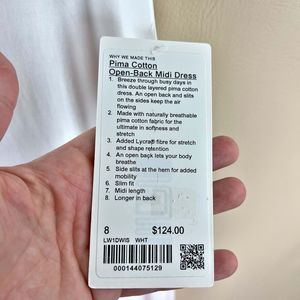 WHY WE MADE THIS
Pima Cotton
Open-Back Midi Dress
1. Breeze through busy days in
this double layered pima cotton
dress. An open back and slits
on the sides keep the air
flowing
2. Made with naturally breathable
pima cotton fabric for the
ultimate in softness and
stretch
3. Added Lycra® fibre for stretch
and shape retention
4. An open back lets your body
breathe
5. Side slits at the hem for added
mobility
6. Slim fit
7. Midi length
8. Longer in back
8 $124.00
LW1DWIS WHT
000144075129